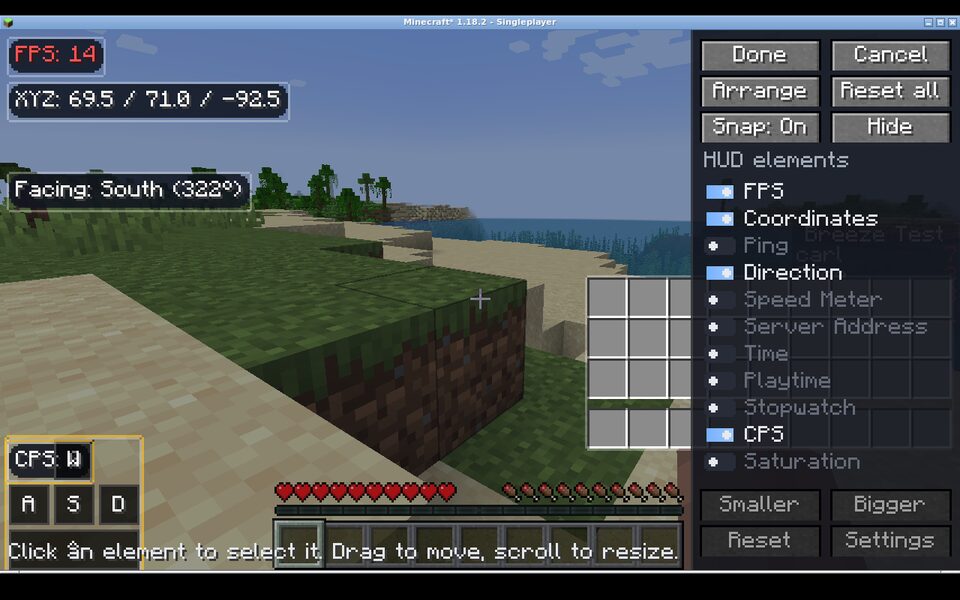 Minecraft* 1.18.2 - Singleplayer
FPS: 14
XYZ: 69.5 / 71.0 / -92.5
Facing: South (322°)
CPS:
W
A S D
Click an element to select it. Drag to move, scroll to resize.
Done Cancel
Arrange Reset all
Snap: On Hide
HUD elements
FPS
Coordinates
Breeze Test
Ping
carl
Direction
Speed Meter
Server Address
Time
Playtime
Stopwatch
CPS
Saturation
Smaller Bigger
Reset Settings